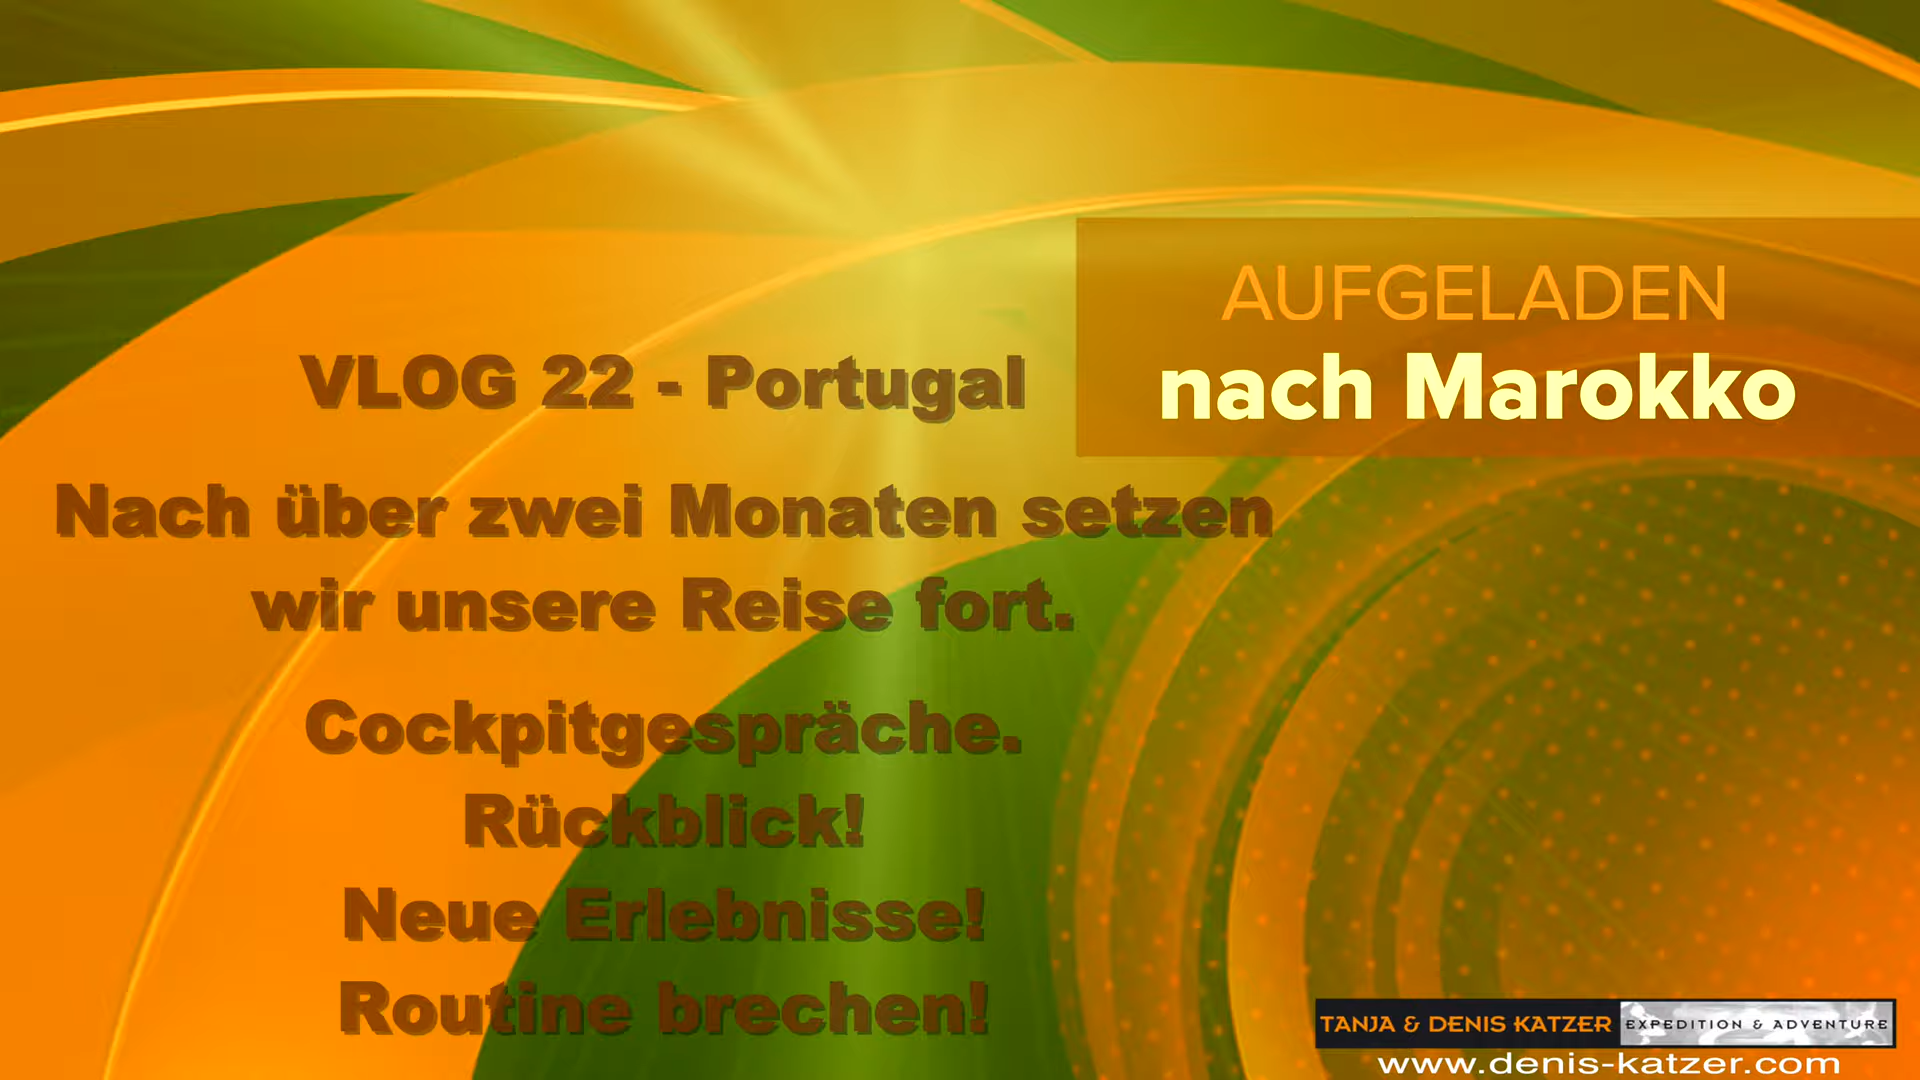 AUFGELADEN
nach Marokko
VLOG 22 - Portugal
Nach über zwei Monaten setzen
wir unsere Reise fort.
Cockpitgespräche.
Rückblick!
Neue Erlebnisse!
Routine brechen!
TANJA & DENIS KATZER EXPEDITION & ADVENTURE
www.denis-katzer.com